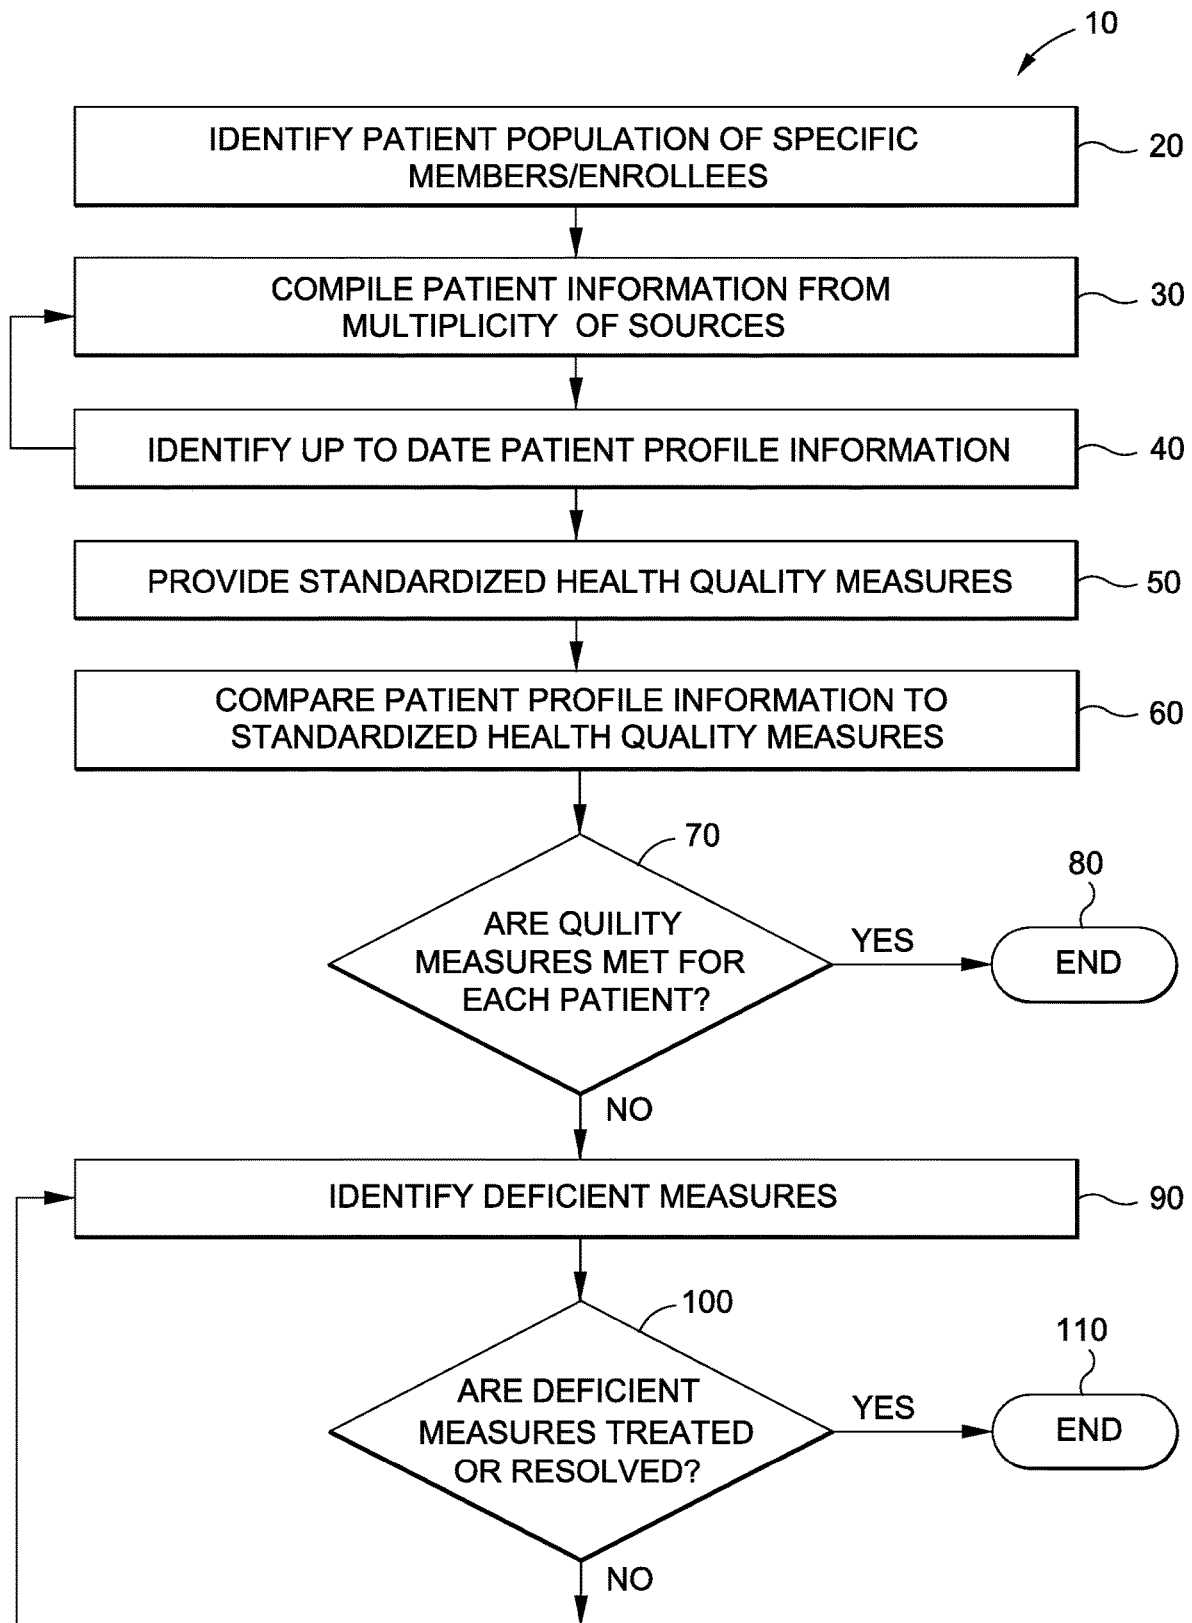 10
IDENTIFY PATIENT POPULATION OF SPECIFIC
MEMBERS/ENROLLEES
20
COMPILE PATIENT INFORMATION FROM
MULTIPLICITY OF SOURCES
30
IDENTIFY UP TO DATE PATIENT PROFILE INFORMATION
40
PROVIDE STANDARDIZED HEALTH QUALITY MEASURES
50
COMPARE PATIENT PROFILE INFORMATION TO
STANDARDIZED HEALTH QUALITY MEASURES
60
70
ARE QUILITY
MEASURES MET FOR
EACH PATIENT?
YES
80
END
NO
IDENTIFY DEFICIENT MEASURES
90
100
ARE DEFICIENT
MEASURES TREATED
OR RESOLVED?
YES
110
END
NO